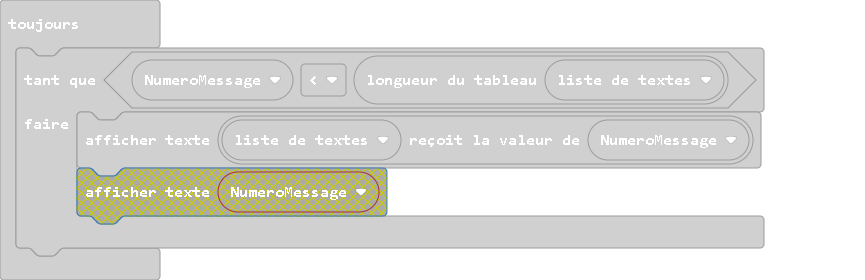 toujours
tant que NumeroMessage < longueur du tableau liste de textes
faire
afficher texte liste de textes reçoit la valeur de NumeroMessage
afficher texte NumeroMessage